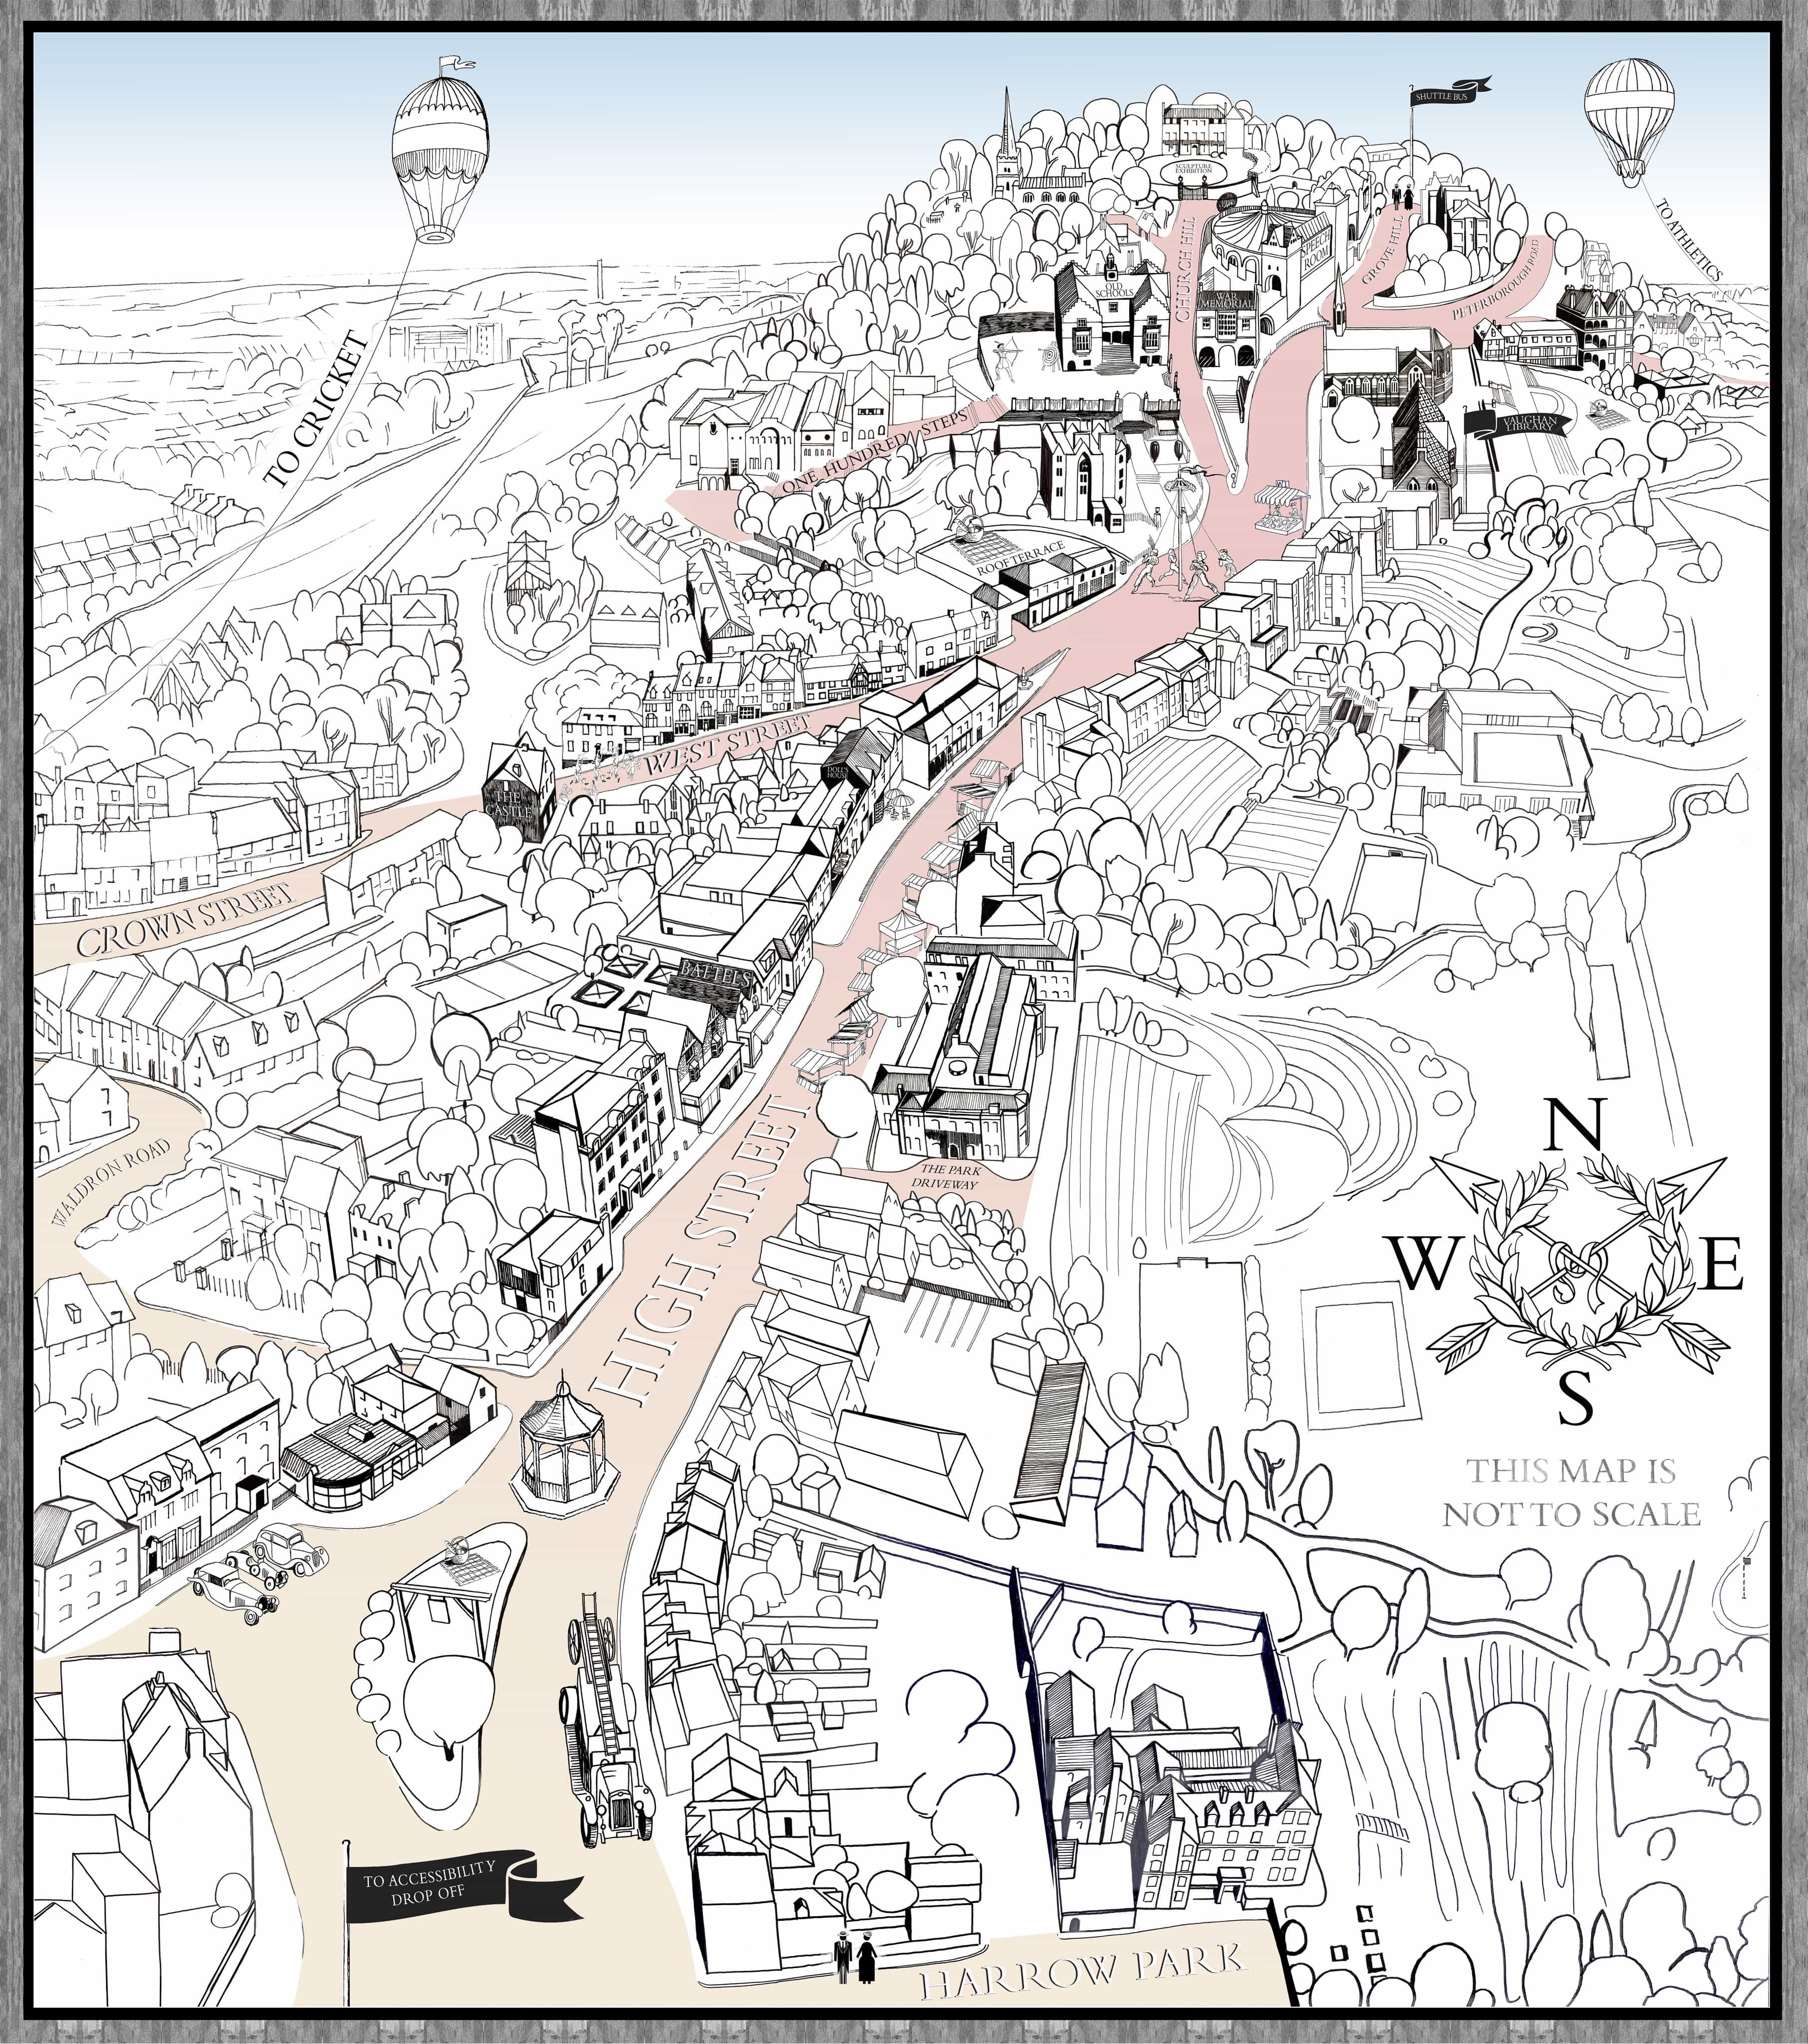 SHUTTLE BUS
TO ATHLETICS
SCULPTURE
EXHIBITION
CHURCH HILL
SPEECH
ROOM
GROVE HILL
PETERBOROUGH ROAD
OLD
SCHOOLS
WAR
MEMORIAL
TO CRICKET
ONE HUNDRED STEPS
VAUGHAN
LIBRARY
ROOF TERRACE
WEST STREET
DOLL'S
HOUSE
THE
CASTLE
CROWN STREET
BATTELS
WALDRON ROAD
HIGH STREET
THE PARK
DRIVEWAY
N
W
E
S
THIS MAP IS
NOT TO SCALE
TO ACCESSIBILITY
DROP OFF
HARROW PARK